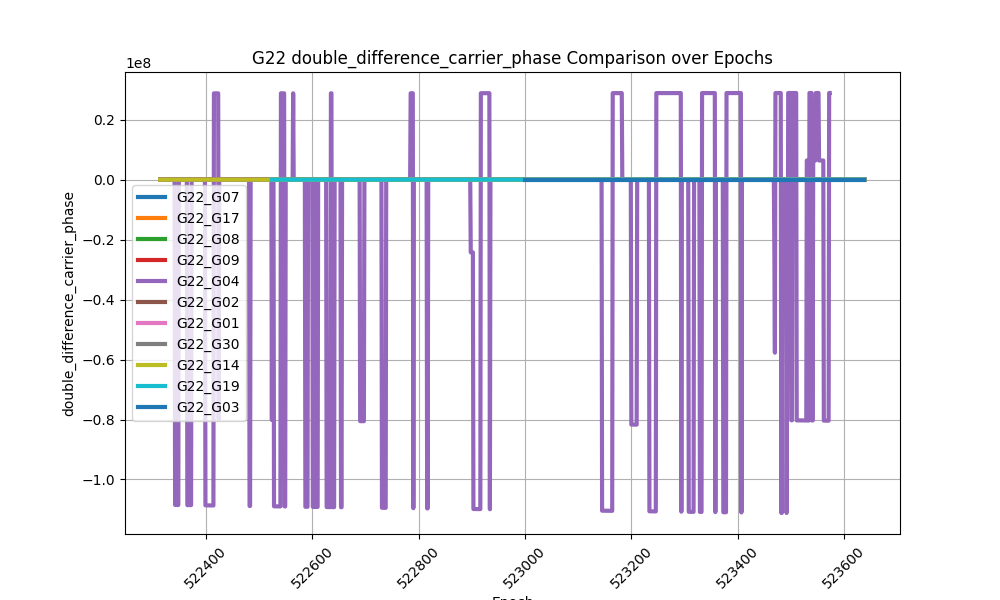 G22 double_difference_carrier_phase Comparison over Epochs
1e8
0.2
0.0
−0.2
−0.4
−0.6
−0.8
−1.0
double_difference_carrier_phase
G22_G07
G22_G17
G22_G08
G22_G09
G22_G04
G22_G02
G22_G01
G22_G30
G22_G14
G22_G19
G22_G03
522400
522600
522800
523000
523200
523400
523600
Epoch